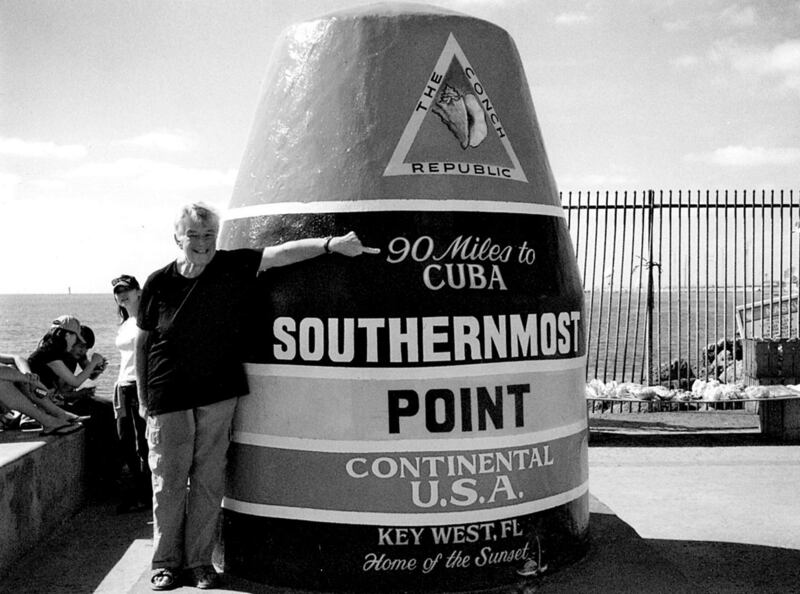 THE CONCH
REPUBLIC
90 Miles to
CUBA
SOUTHERNMOST
POINT
CONTINENTAL
U.S.A.
KEY WEST, FL
Home of the Sunset